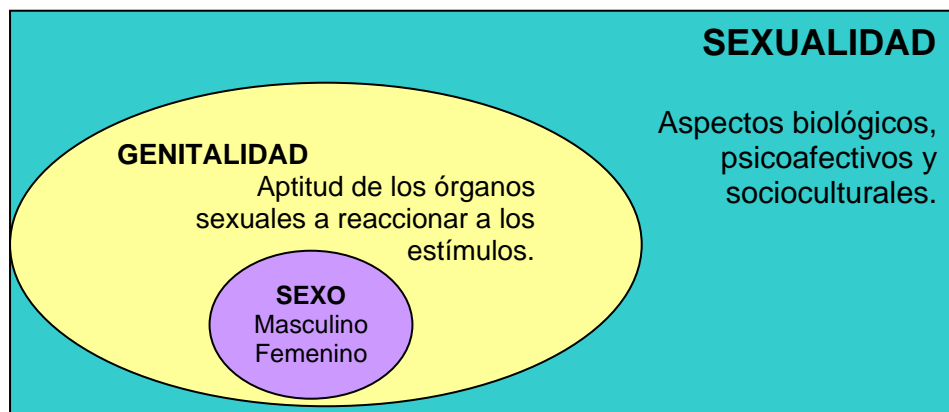 SEXUALIDAD
Aspectos biológicos,
psicoafectivos y
socioculturales.
GENITALIDAD
Aptitud de los órganos
sexuales a reaccionar a los
estímulos.
SEXO
Masculino
Femenino